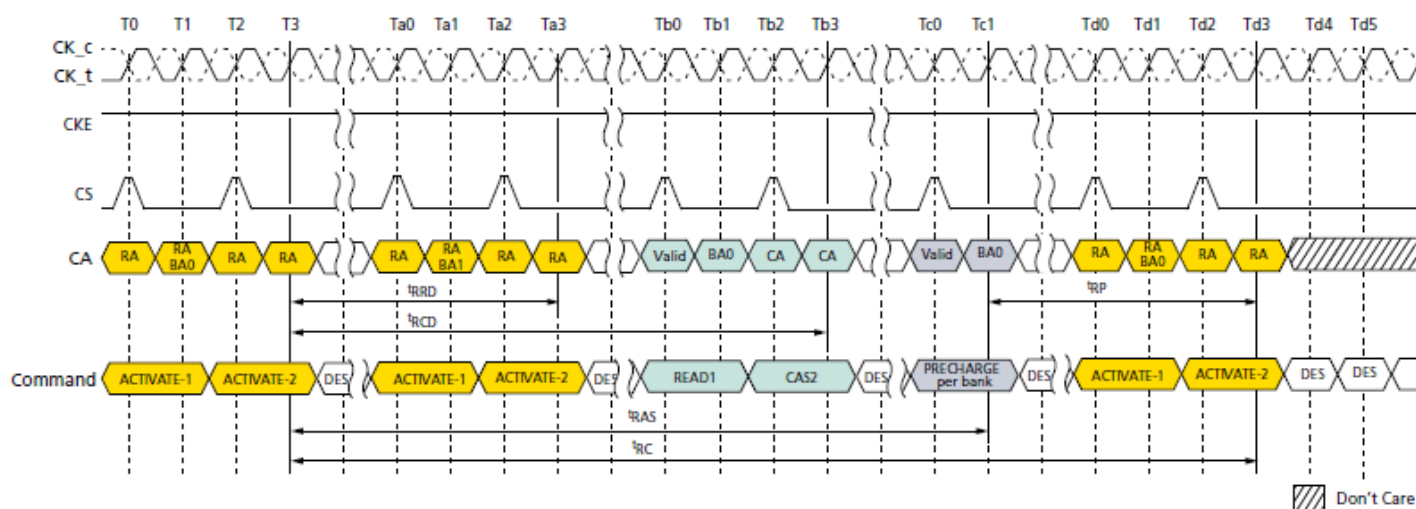 T0 T1 T2 T3 Ta0 Ta1 Ta2 Ta3 Tb0 Tb1 Tb2 Tb3 Tc0 Tc1 Td0 Td1 Td2 Td3 Td4 Td5
CK_c
CK_t
CKE
CS
CA RA RA BA0 RA RA RA RA BA1 RA RA Valid BA0 CA CA Valid BA0 RA RA BA0 RA RA
tRRD tRP
tRCD
Command ACTIVATE-1 ACTIVATE-2 DES ACTIVATE-1 ACTIVATE-2 DES READ1 CAS2 DES PRECHARGE per bank DES ACTIVATE-1 ACTIVATE-2 DES DES
tRAS
tRC
Don't Care